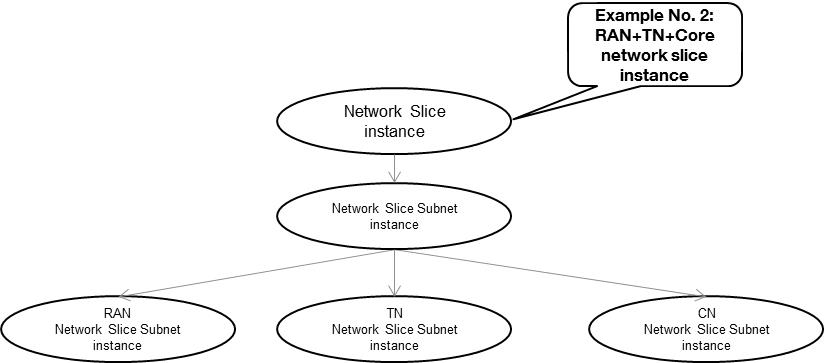 Example No. 2:
RAN+TN+Core
network slice
instance
Network Slice
instance
Network Slice Subnet
instance
RAN
Network Slice Subnet
instance
TN
Network Slice Subnet
instance
CN
Network Slice Subnet
instance